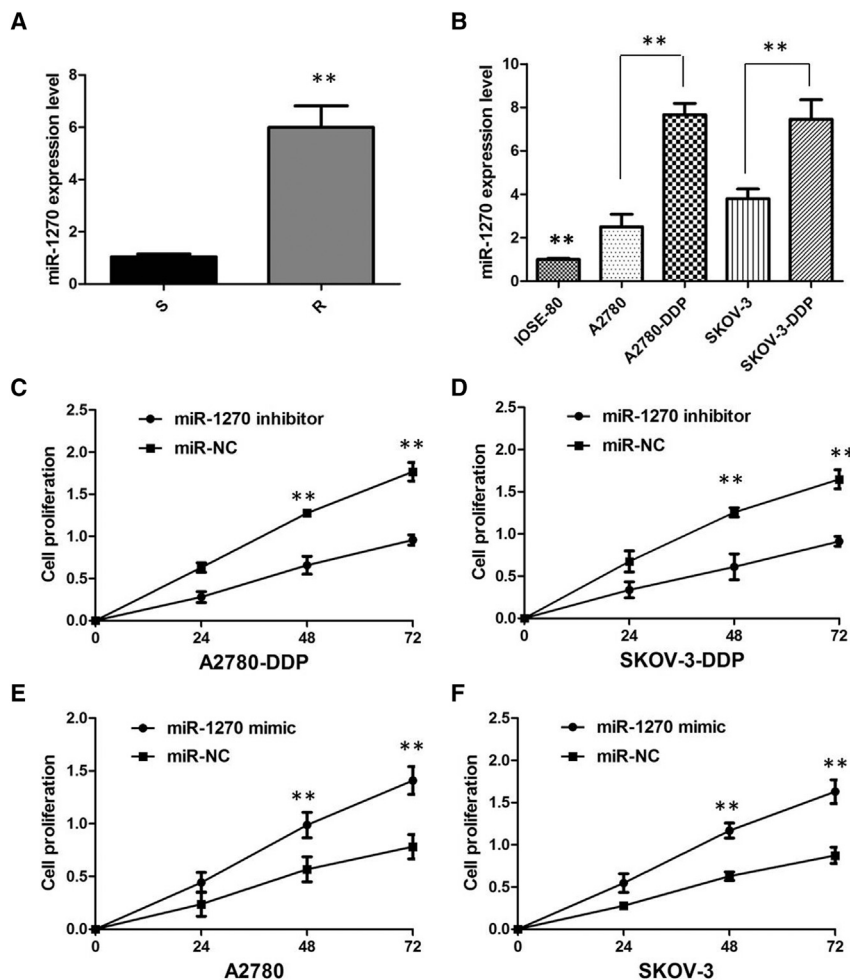 A
miR-1270 expression level
8
6
4
2
0
**
S
R
B
miR-1270 expression level
10
8
6
4
2
0
**
**
**
IOSE-80
A2780
A2780-DDP
SKOV-3
SKOV-3-DDP
C
Cell proliferation
2.5
2.0
1.5
1.0
0.5
0.0
miR-1270 inhibitor
miR-NC
**
**
0 24 48 72
A2780-DDP
D
Cell proliferation
2.5
2.0
1.5
1.0
0.5
0.0
miR-1270 inhibitor
miR-NC
**
**
0 24 48 72
SKOV-3-DDP
E
Cell proliferation
2.0
1.5
1.0
0.5
0.0
miR-1270 mimic
miR-NC
**
**
0 24 48 72
A2780
F
Cell proliferation
2.5
2.0
1.5
1.0
0.5
0.0
miR-1270 mimic
miR-NC
**
**
0 24 48 72
SKOV-3